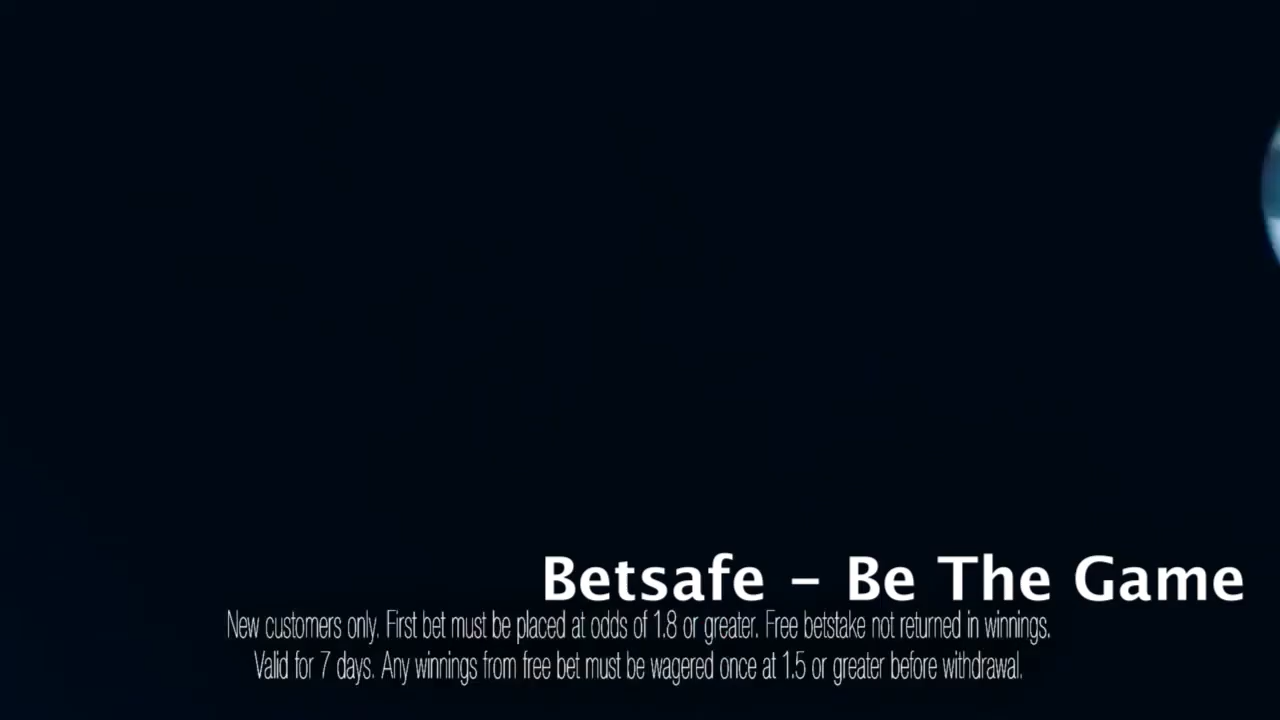 Betsafe - Be The Game
New customers only. First bet must be placed at odds of 1.8 or greater. Free betstake not returned in winnings.
Valid for 7 days. Any winnings from free bet must be wagered once at 1.5 or greater before withdrawal.